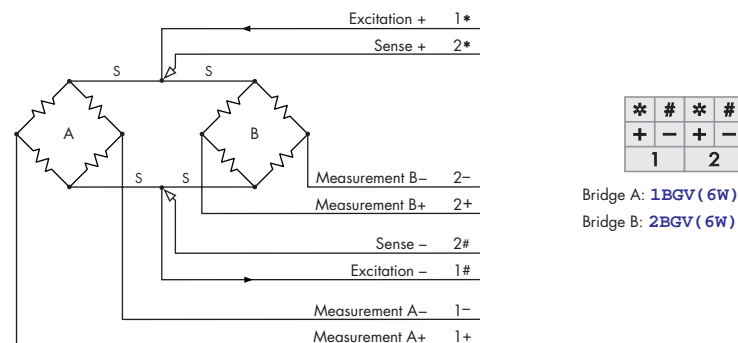 Excitation + 1*
Sense + 2*
S S
A B
S S
Measurement B– 2–
Measurement B+ 2+
Sense – 2#
Excitation – 1#
Measurement A– 1–
Measurement A+ 1+
* # * #
+ – + –
1 2
Bridge A: 1BGV(6W)
Bridge B: 2BGV(6W)